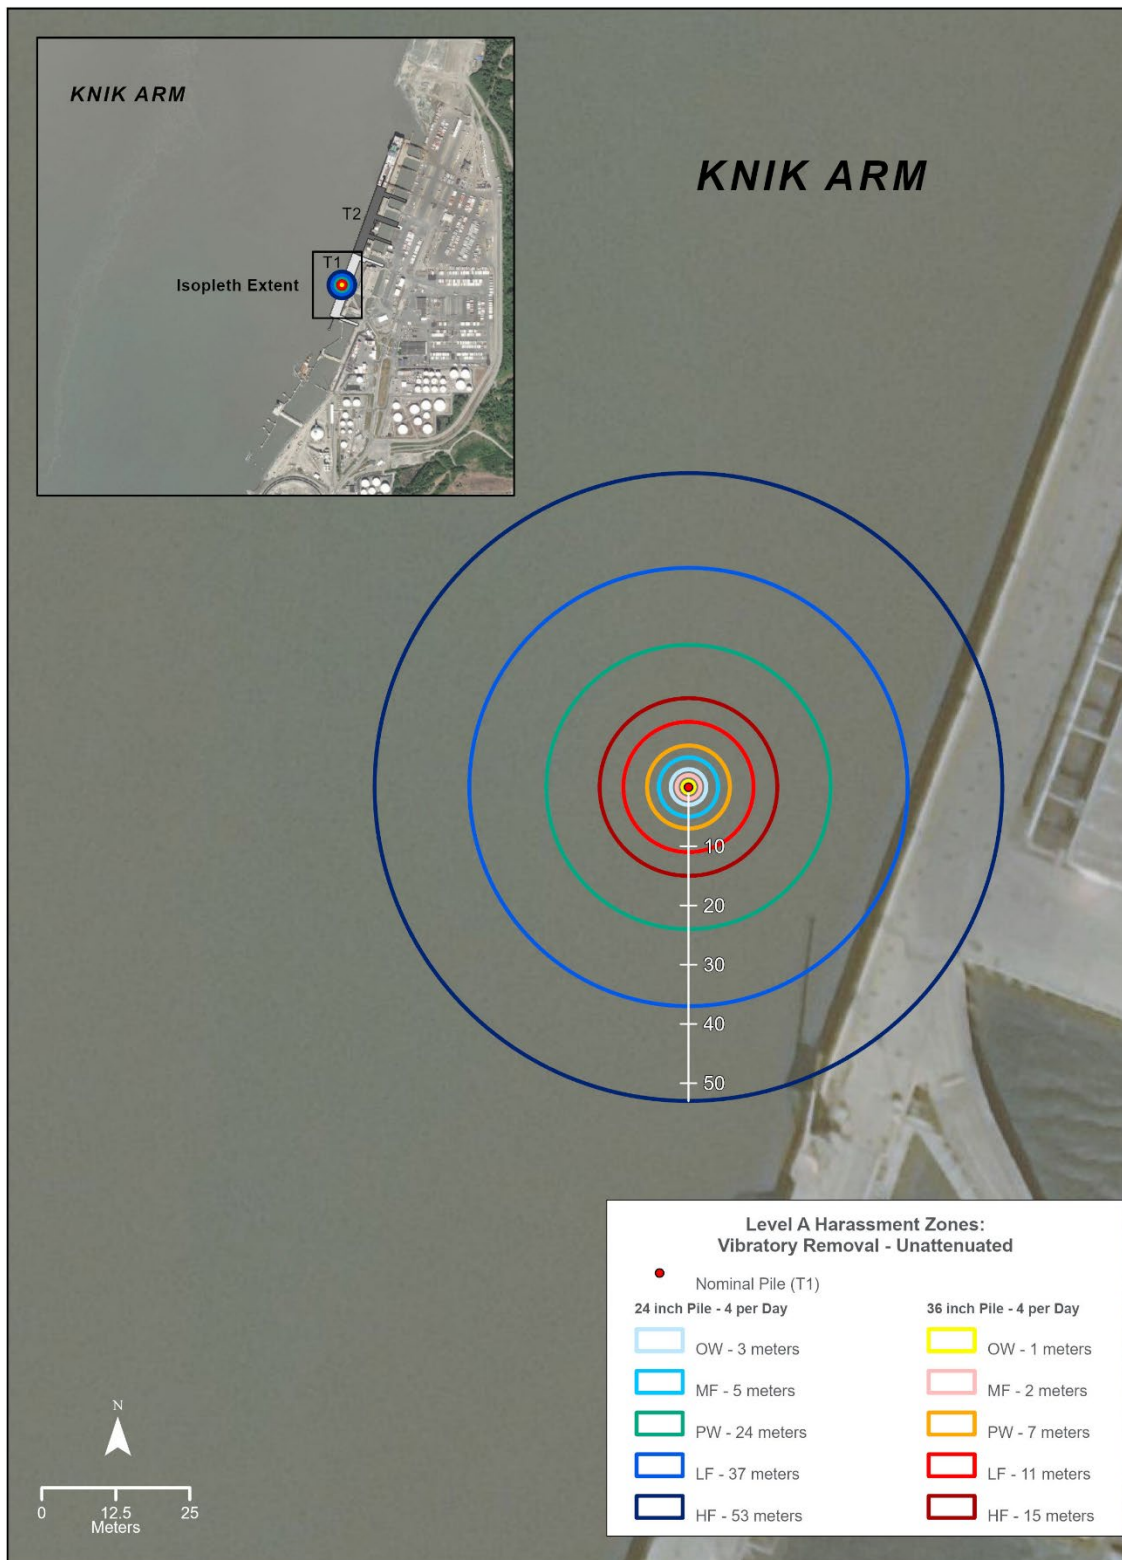 KNIK ARM
KNIK ARM
T2
T1
Isopleth Extent
10
20
30
40
50
Level A Harassment Zones:
Vibratory Removal - Unattenuated
Nominal Pile (T1)
24 inch Pile - 4 per Day
OW - 3 meters
MF - 5 meters
PW - 24 meters
LF - 37 meters
HF - 53 meters
36 inch Pile - 4 per Day
OW - 1 meters
MF - 2 meters
PW - 7 meters
LF - 11 meters
HF - 15 meters
N
0 12.5 25
Meters